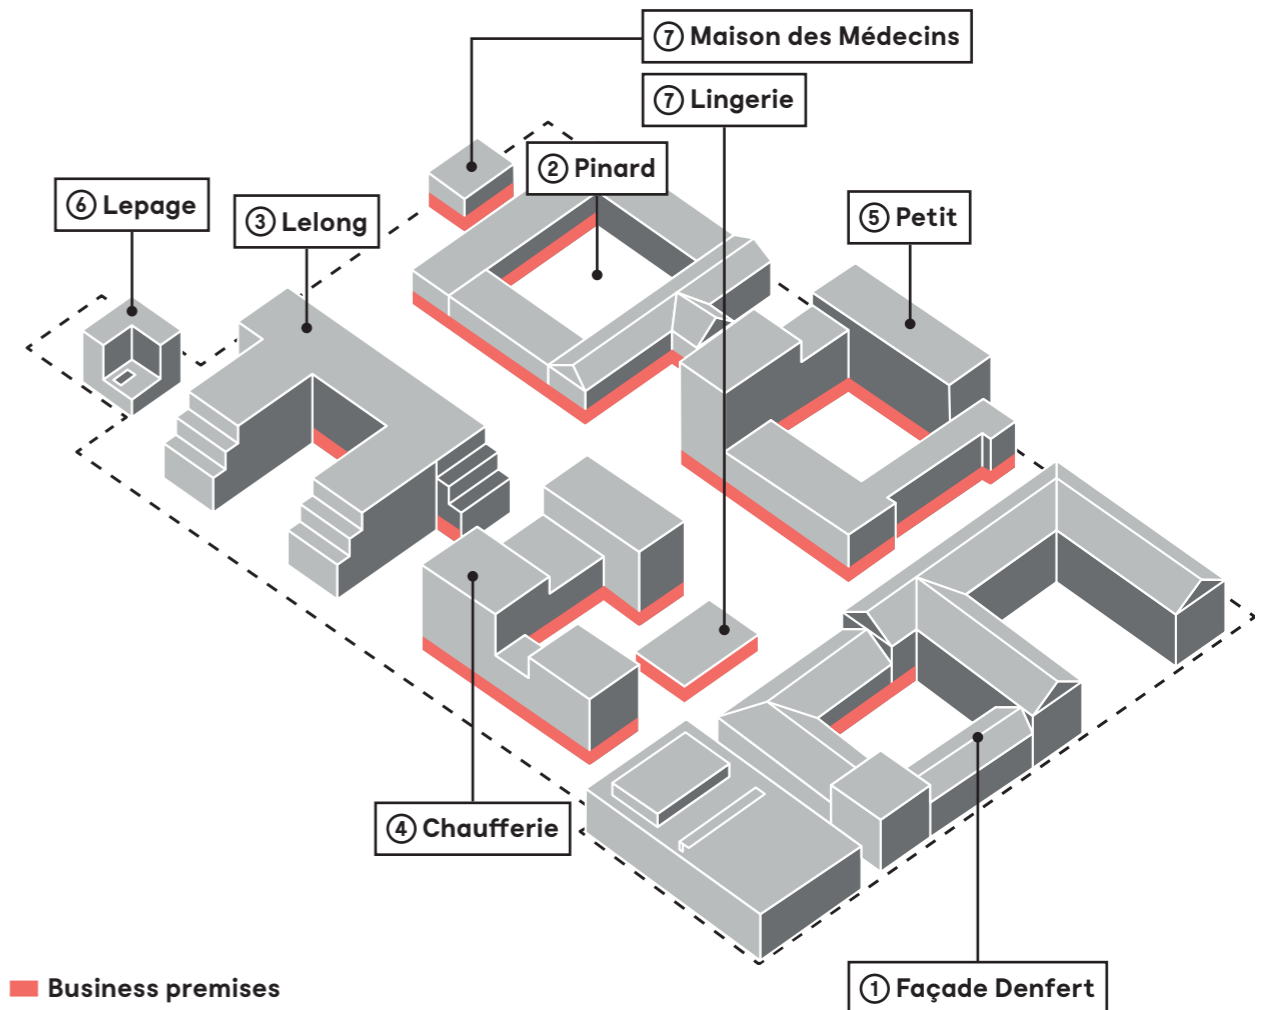 ⑦ Maison des Médecins
⑦ Lingerie
② Pinard
⑥ Lepage
③ Lelong
⑤ Petit
④ Chaufferie
① Façade Denfert
Business premises